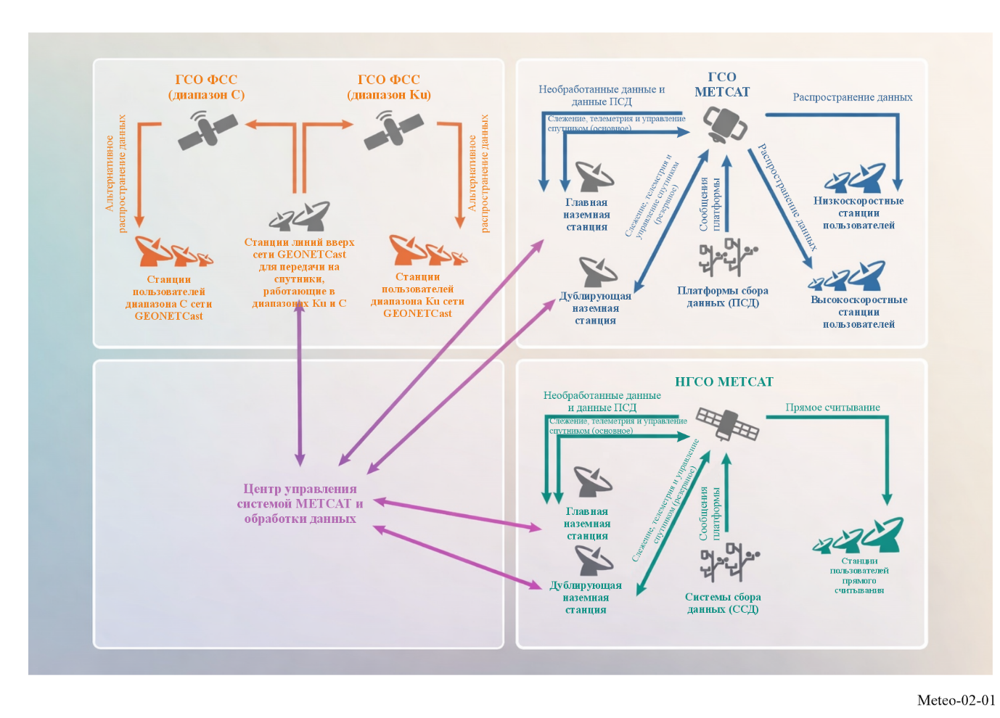 ГСО ФСС
(диапазон C)
ГСО ФСС
(диапазон Ku)
Альтернативное
распространение данных
Альтернативное
распространение данных
Станции
пользователей
диапазона C сети
GEONETCast
Станции линий вверх
сети GEONETCast
для передачи на
спутники,
работающие в
диапазонах Ku и C
Станции
пользователей
диапазона Ku сети
GEONETCast
ГСО
МЕТСАТ
Необработанные данные и
данные ПСД
Слежение, телеметрия и управление
спутником (основное)
Распространение данных
Слежение, телеметрия и
управление спутником
(резервное)
Сообщения
платформы
Распространение данных
Главная
наземная
станция
Дублирующая
наземная
станция
Платформы сбора
данных (ПСД)
Низкоскоростные
станции
пользователей
Высокоскоростные
станции
пользователей
Центр управления
системой МЕТСАТ и
обработки данных
НГСО МЕТСАТ
Необработанные данные
и данные ПСД
Слежение, телеметрия и управление
спутником (основное)
Прямое считывание
Слежение, телеметрия и управление
спутником (резервное)
Сообщения
платформы
Главная
наземная
станция
Дублирующая
наземная
станция
Системы сбора
данных (ССД)
Станции
пользователей
прямого
считывания
Meteo-02-01